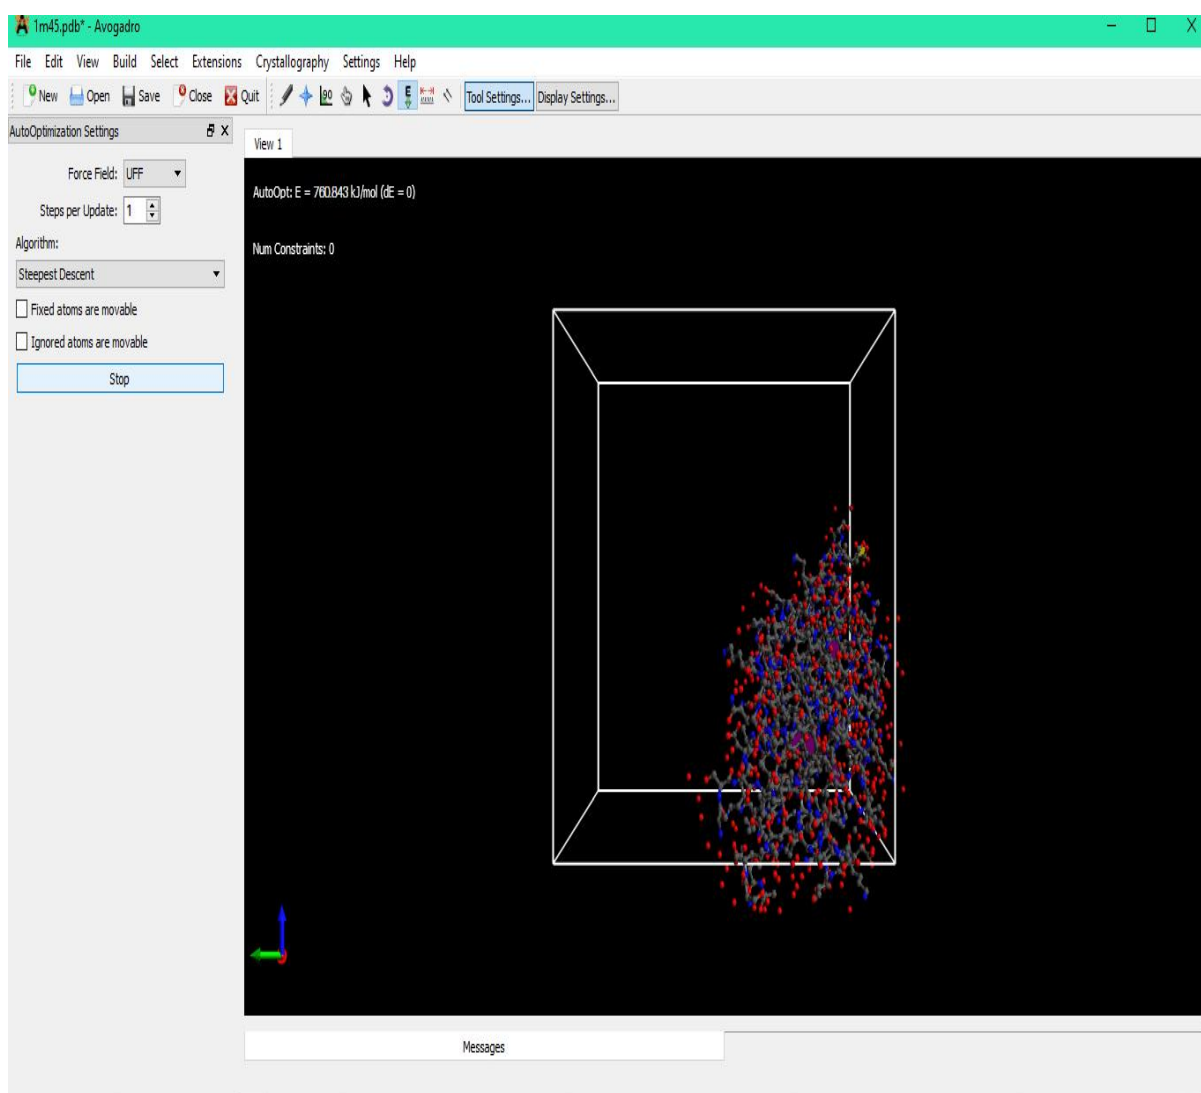 1m45.pdb* - Avogadro
File Edit View Build Select Extensions Crystallography Settings Help
New Open Save Close Quit Tool Settings... Display Settings...
AutoOptimization Settings
View 1
Force Field: UFF
AutoOpt: E = 760.843 kJ/mol (dE = 0)
Steps per Update: 1
Algorithm:
Num Constraints: 0
Steepest Descent
Fixed atoms are movable
Ignored atoms are movable
Stop
Messages